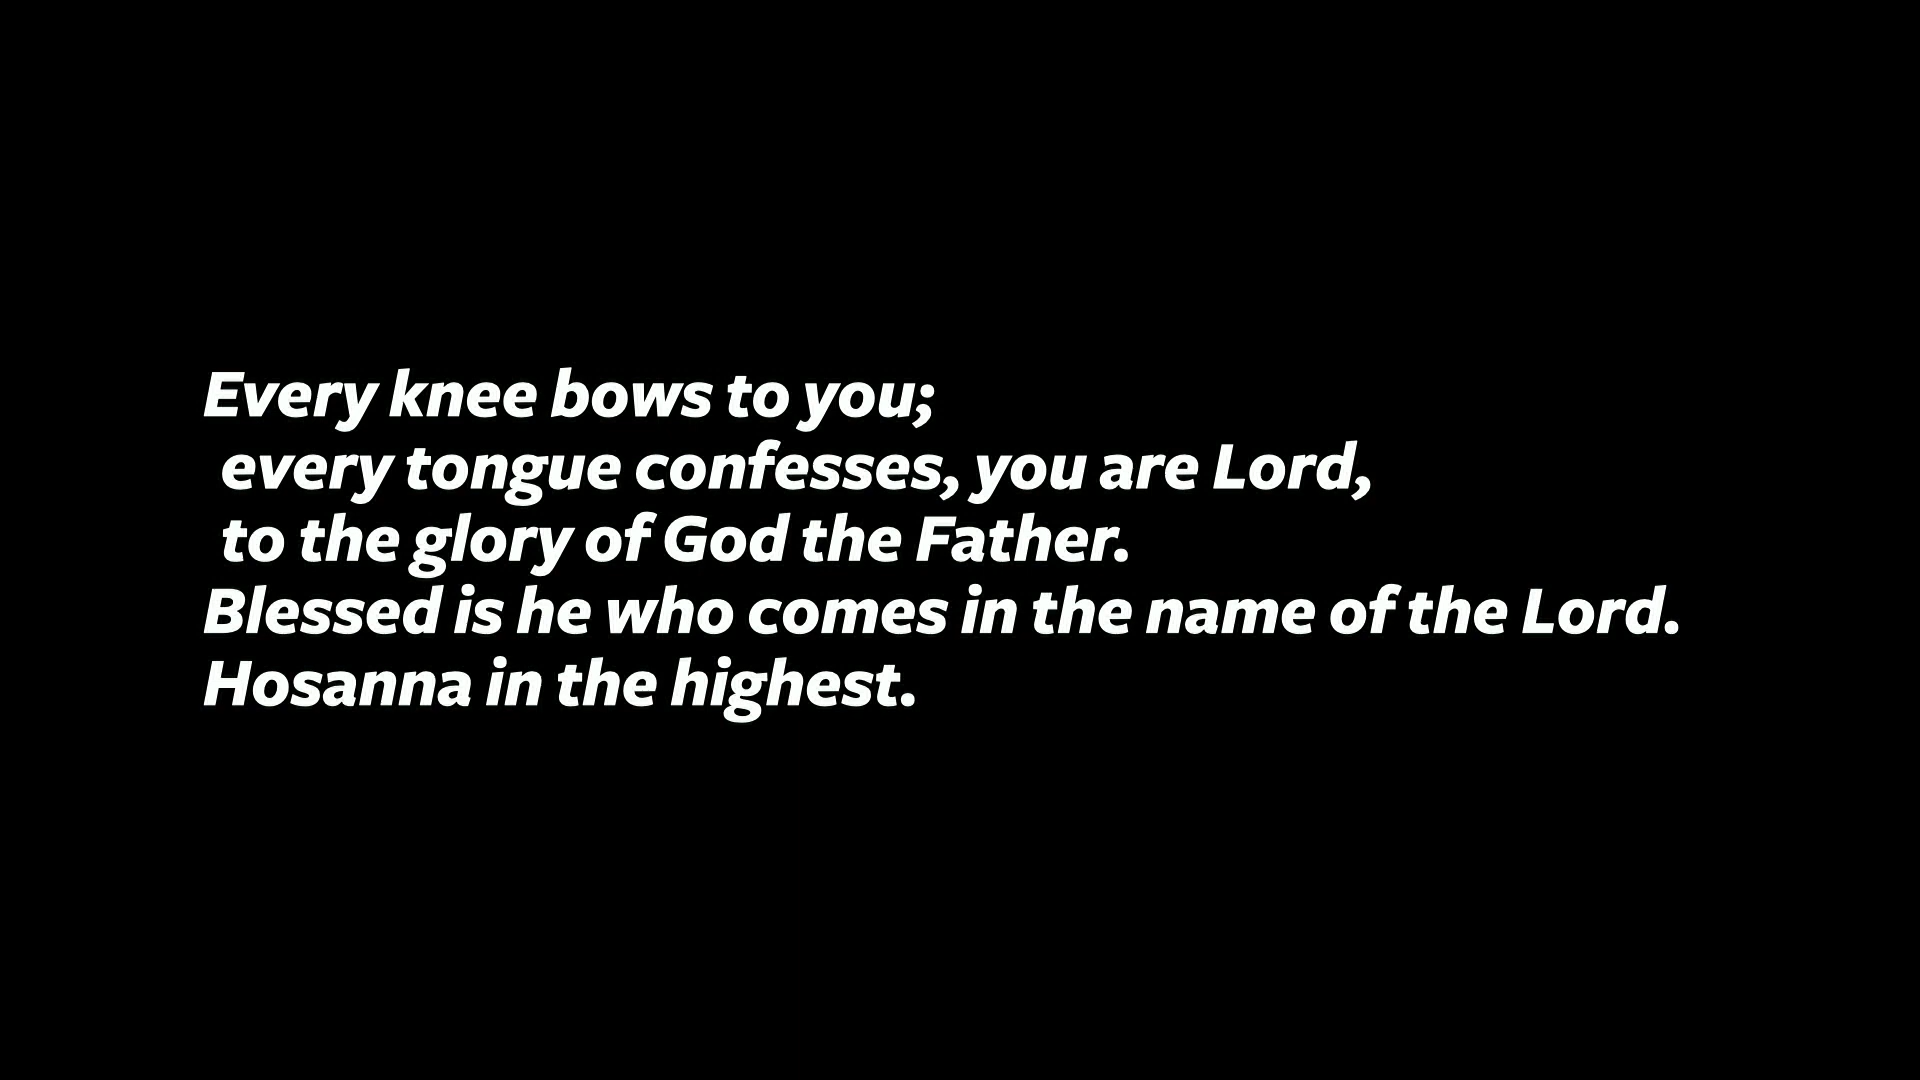 Every knee bows to you;
every tongue confesses, you are Lord,
to the glory of God the Father.
Blessed is he who comes in the name of the Lord.
Hosanna in the highest.